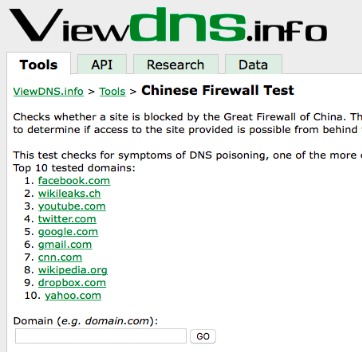 Viewdns.info
Tools API Research Data
ViewDNS.info > Tools > Chinese Firewall Test
Checks whether a site is blocked by the Great Firewall of China. Th
to determine if access to the site provided is possible from behind
This test checks for symptoms of DNS poisoning, one of the more
Top 10 tested domains:
1. facebook.com
2. wikileaks.ch
3. youtube.com
4. twitter.com
5. google.com
6. gmail.com
7. cnn.com
8. wikipedia.org
9. dropbox.com
10. yahoo.com
Domain (e.g. domain.com):
GO